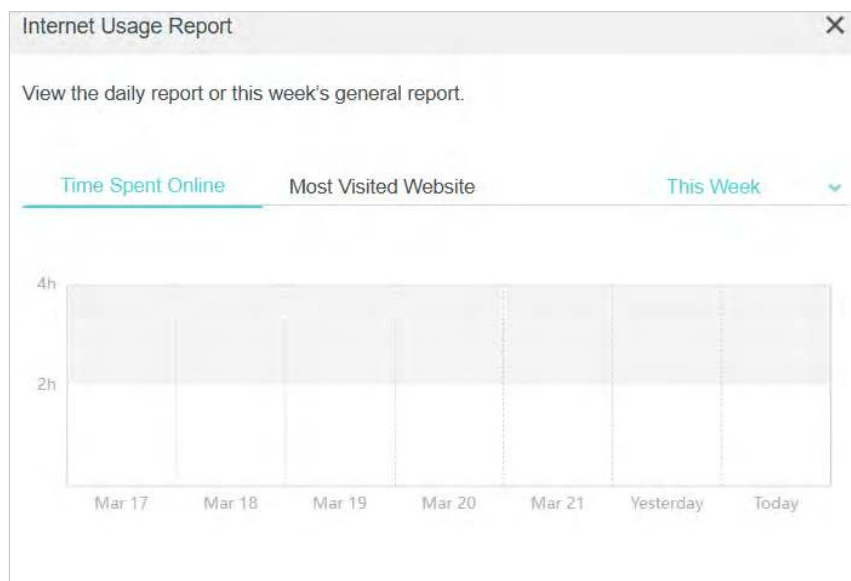 Internet Usage Report
View the daily report or this week's general report.
Time Spent Online Most Visited Website This Week
4h
2h
Mar 17 Mar 18 Mar 19 Mar 20 Mar 21 Yesterday Today